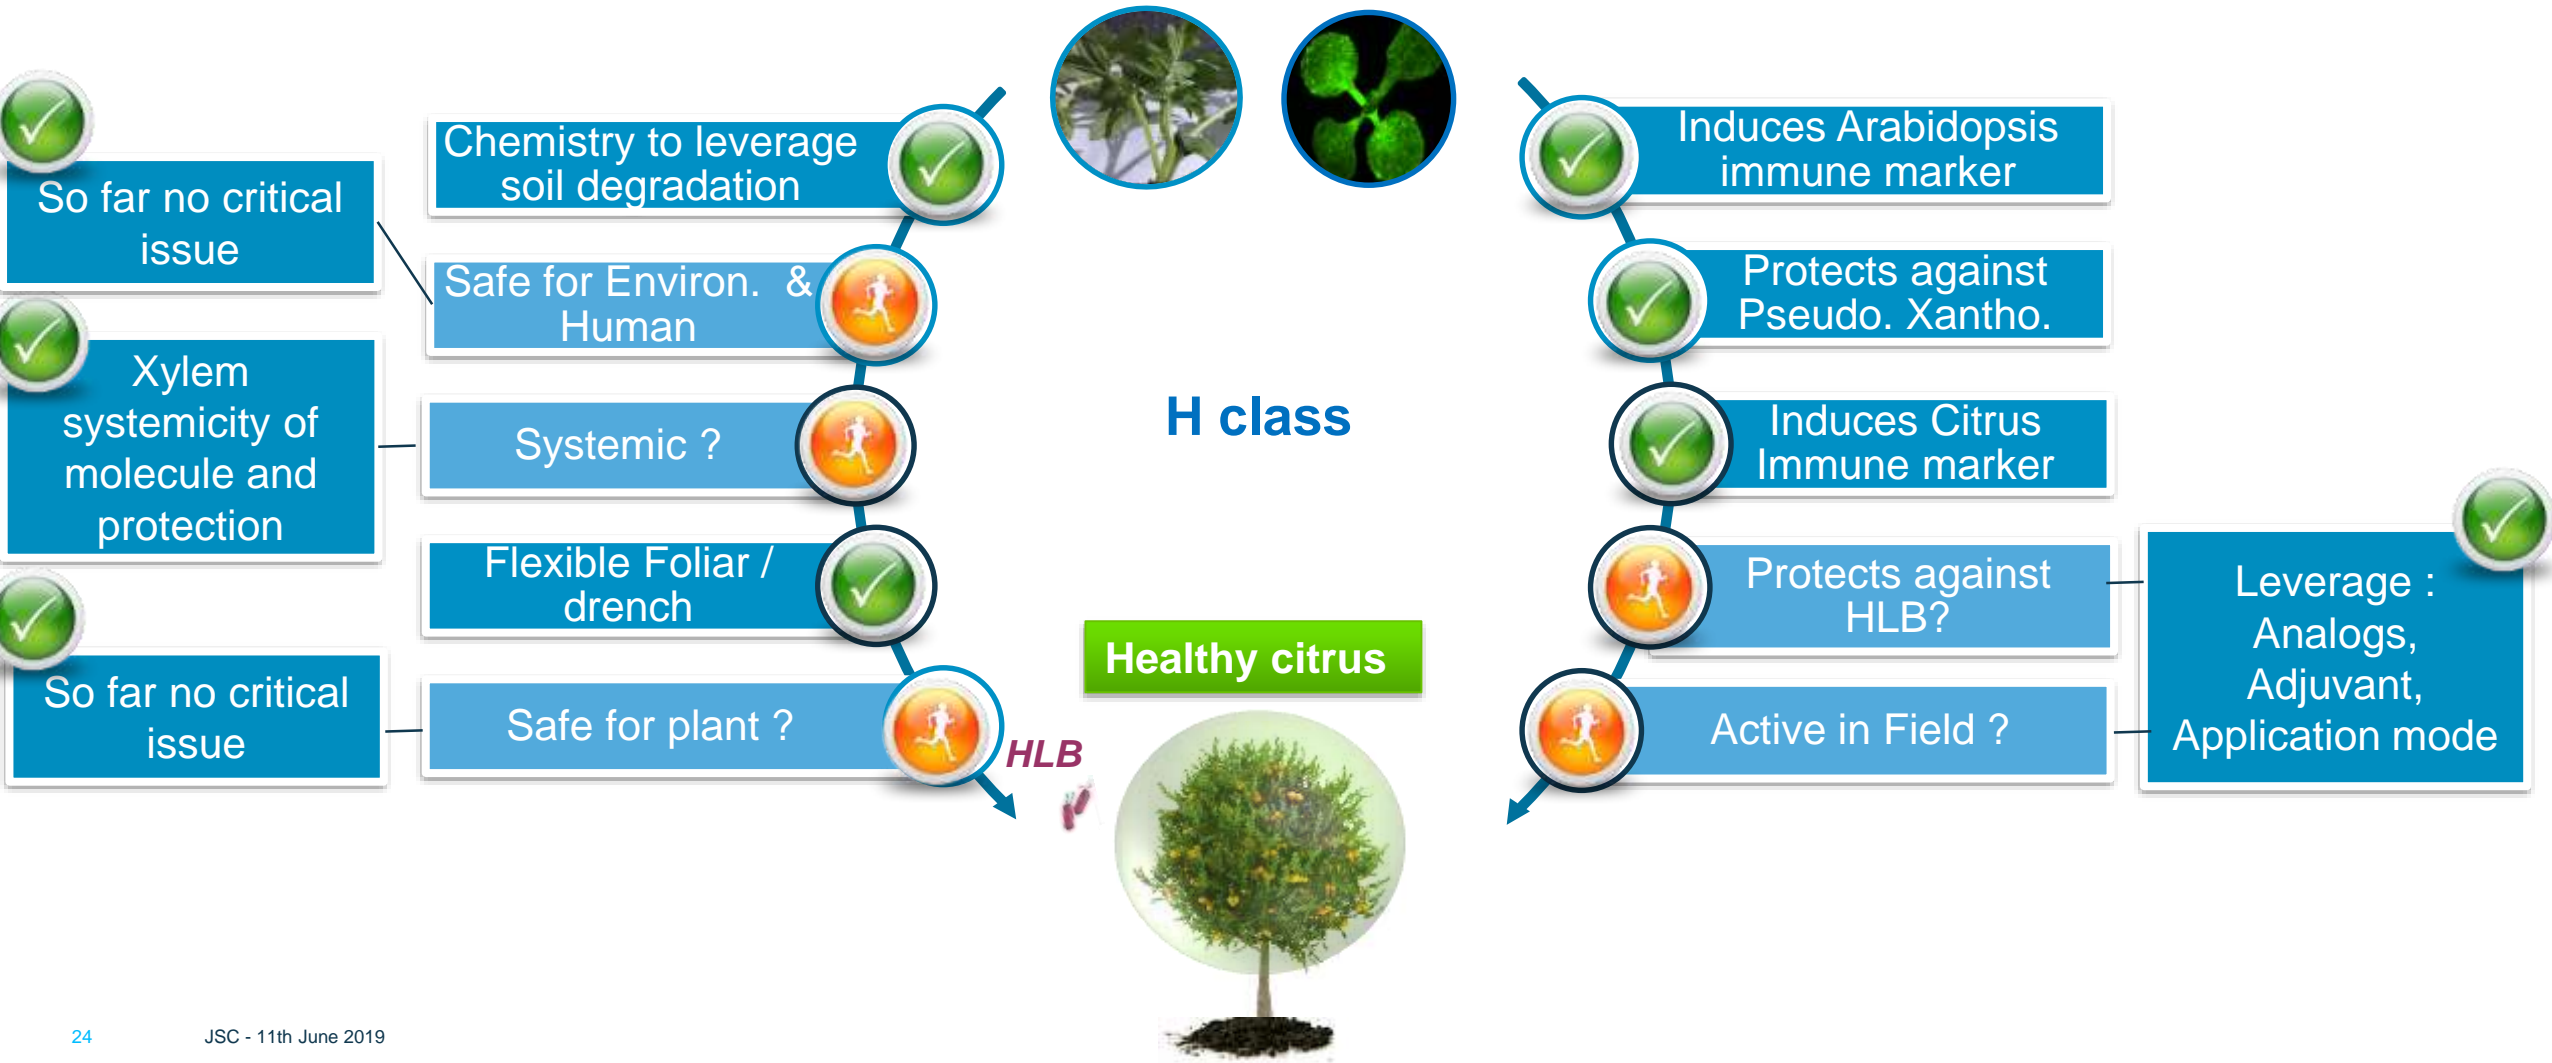 So far no critical
issue
Xylem
systemicity of
molecule and
protection
So far no critical
issue
Chemistry to leverage
soil degradation
Safe for Environ. &
Human
Systemic ?
Flexible Foliar /
drench
Safe for plant ?
H class
Healthy citrus
HLB
Induces Arabidopsis
immune marker
Protects against
Pseudo. Xantho.
Induces Citrus
Immune marker
Protects against
HLB?
Active in Field ?
Leverage :
Analogs,
Adjuvant,
Application mode
24
JSC - 11th June 2019